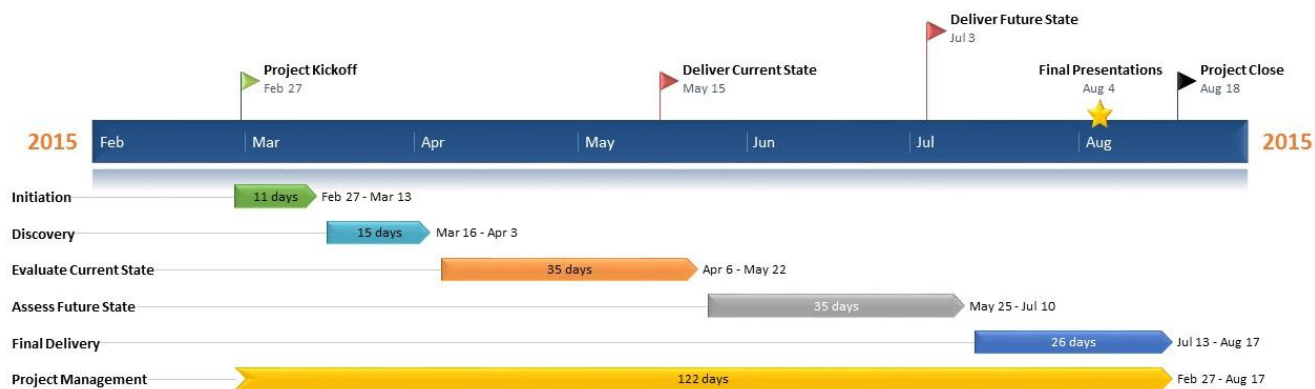 Deliver Future State
Jul 3
Project Kickoff
Feb 27
Deliver Current State
May 15
Final Presentations
Aug 4
Project Close
Aug 18
2015 Feb Mar Apr May Jun Jul Aug 2015
Initiation 11 days Feb 27 - Mar 13
Discovery 15 days Mar 16 - Apr 3
Evaluate Current State 35 days Apr 6 - May 22
Assess Future State 35 days May 25 - Jul 10
Final Delivery 26 days Jul 13 - Aug 17
Project Management 122 days Feb 27 - Aug 17